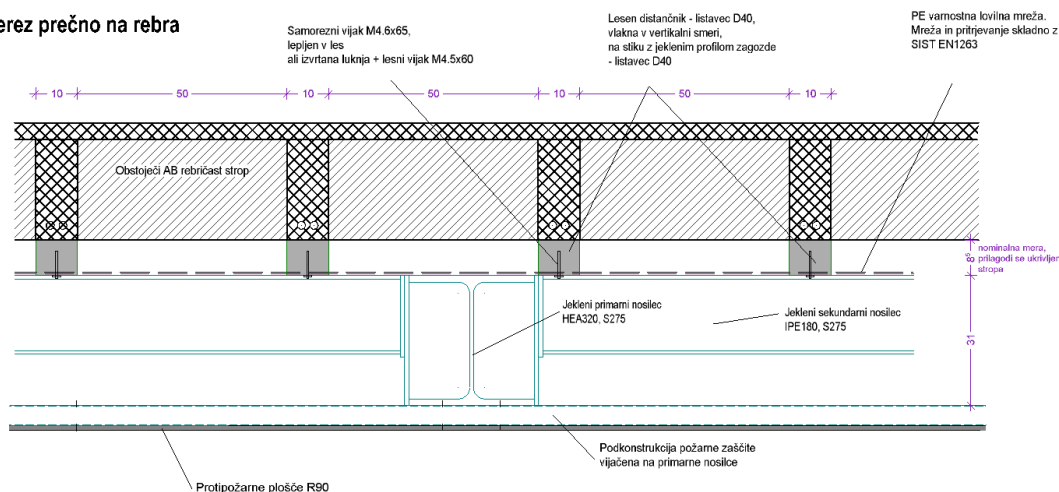 erez prečno na rebra
Samorezni vijak M4.6x65,
lepljen v les
ali izvrtana luknja + lesni vijak M4.5x60
Lesen distančnik - listavec D40,
vlakna v vertikalni smeri,
na stiku z jeklenim profilom zagozde
- listavec D40
PE varnostna lovilna mreža.
Mreža in pritrjevanje skladno z
SIST EN1263
10
50
10
50
10
50
10
Obstoječi AB rebričast strop
8⁵
nominalna mera,
prilagodi se ukrivljen
stropa
Jekleni primarni nosilec
HEA320, S275
Jekleni sekundarni nosilec
IPE180, S275
31
Podkonstrukcija požarne zaščite
vijačena na primarne nosilce
Protipožarne plošče R90